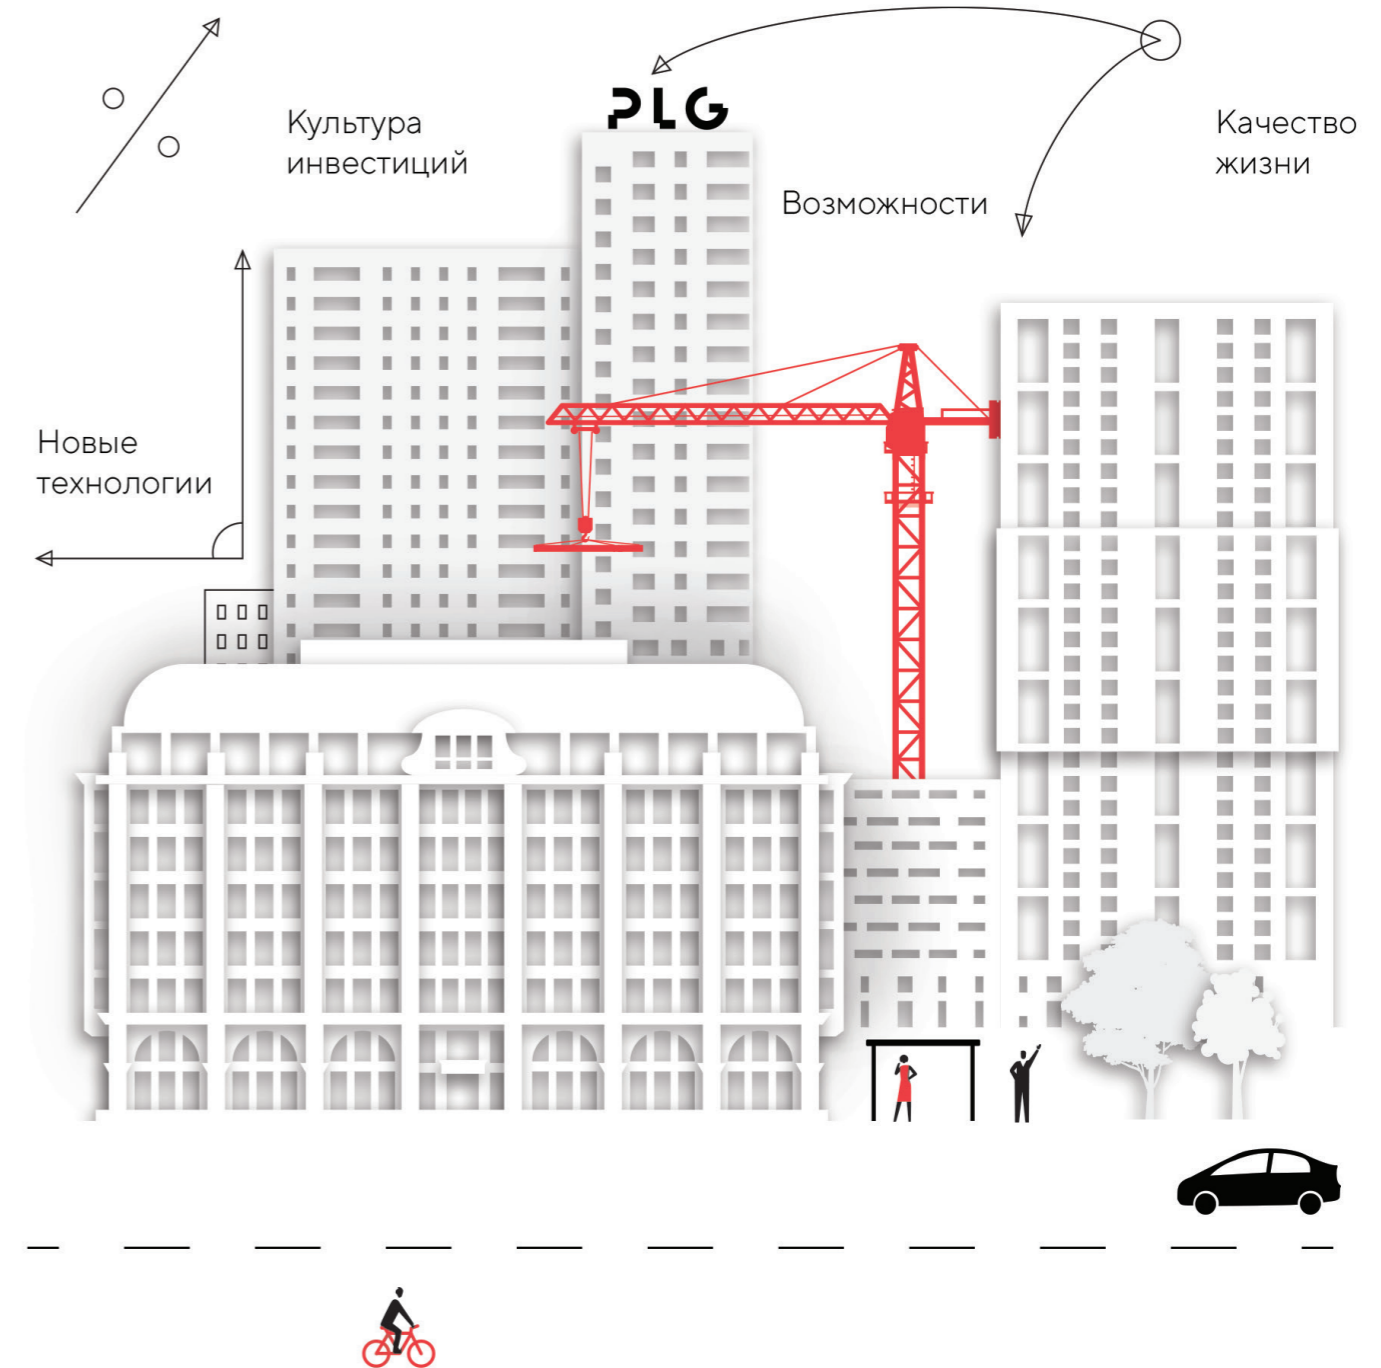 PLG
Культура
инвестиций
Качество
жизни
Возможности
Новые
технологии